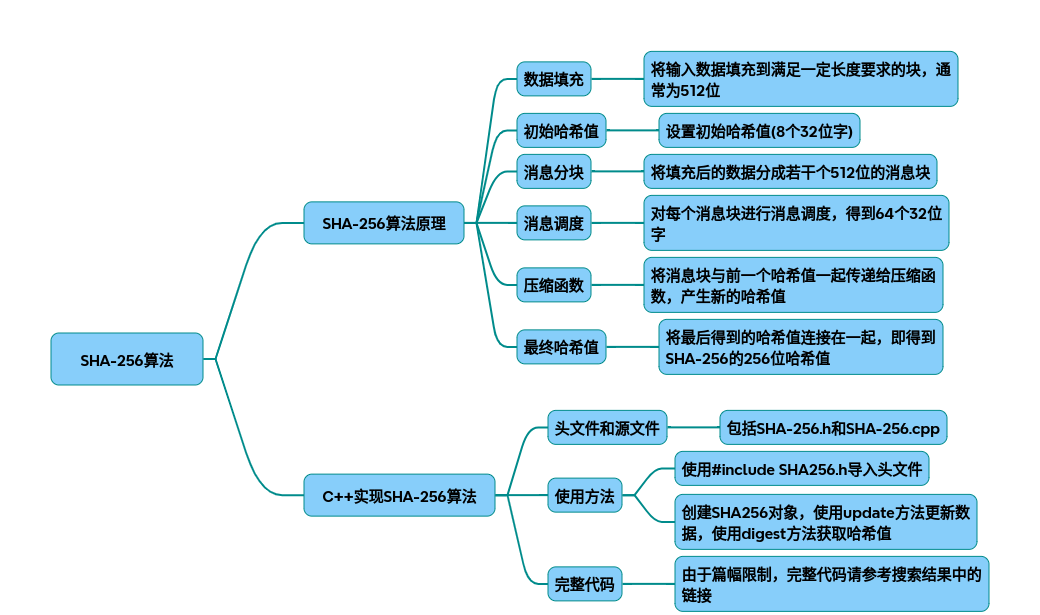 SHA-256算法
SHA-256算法原理
数据填充
将输入数据填充到满足一定长度要求的块，通
常为512位
初始哈希值
设置初始哈希值(8个32位字)
消息分块
将填充后的数据分成若干个512位的消息块
消息调度
对每个消息块进行消息调度，得到64个32位
字
压缩函数
将消息块与前一个哈希值一起传递给压缩函
数，产生新的哈希值
最终哈希值
将最后得到的哈希值连接在一起，即得到
SHA-256的256位哈希值
C++实现SHA-256算法
头文件和源文件
包括SHA-256.h和SHA-256.cpp
使用方法
使用#include SHA256.h导入头文件
创建SHA256对象，使用update方法更新数
据，使用digest方法获取哈希值
完整代码
由于篇幅限制，完整代码请参考搜索结果中的
链接